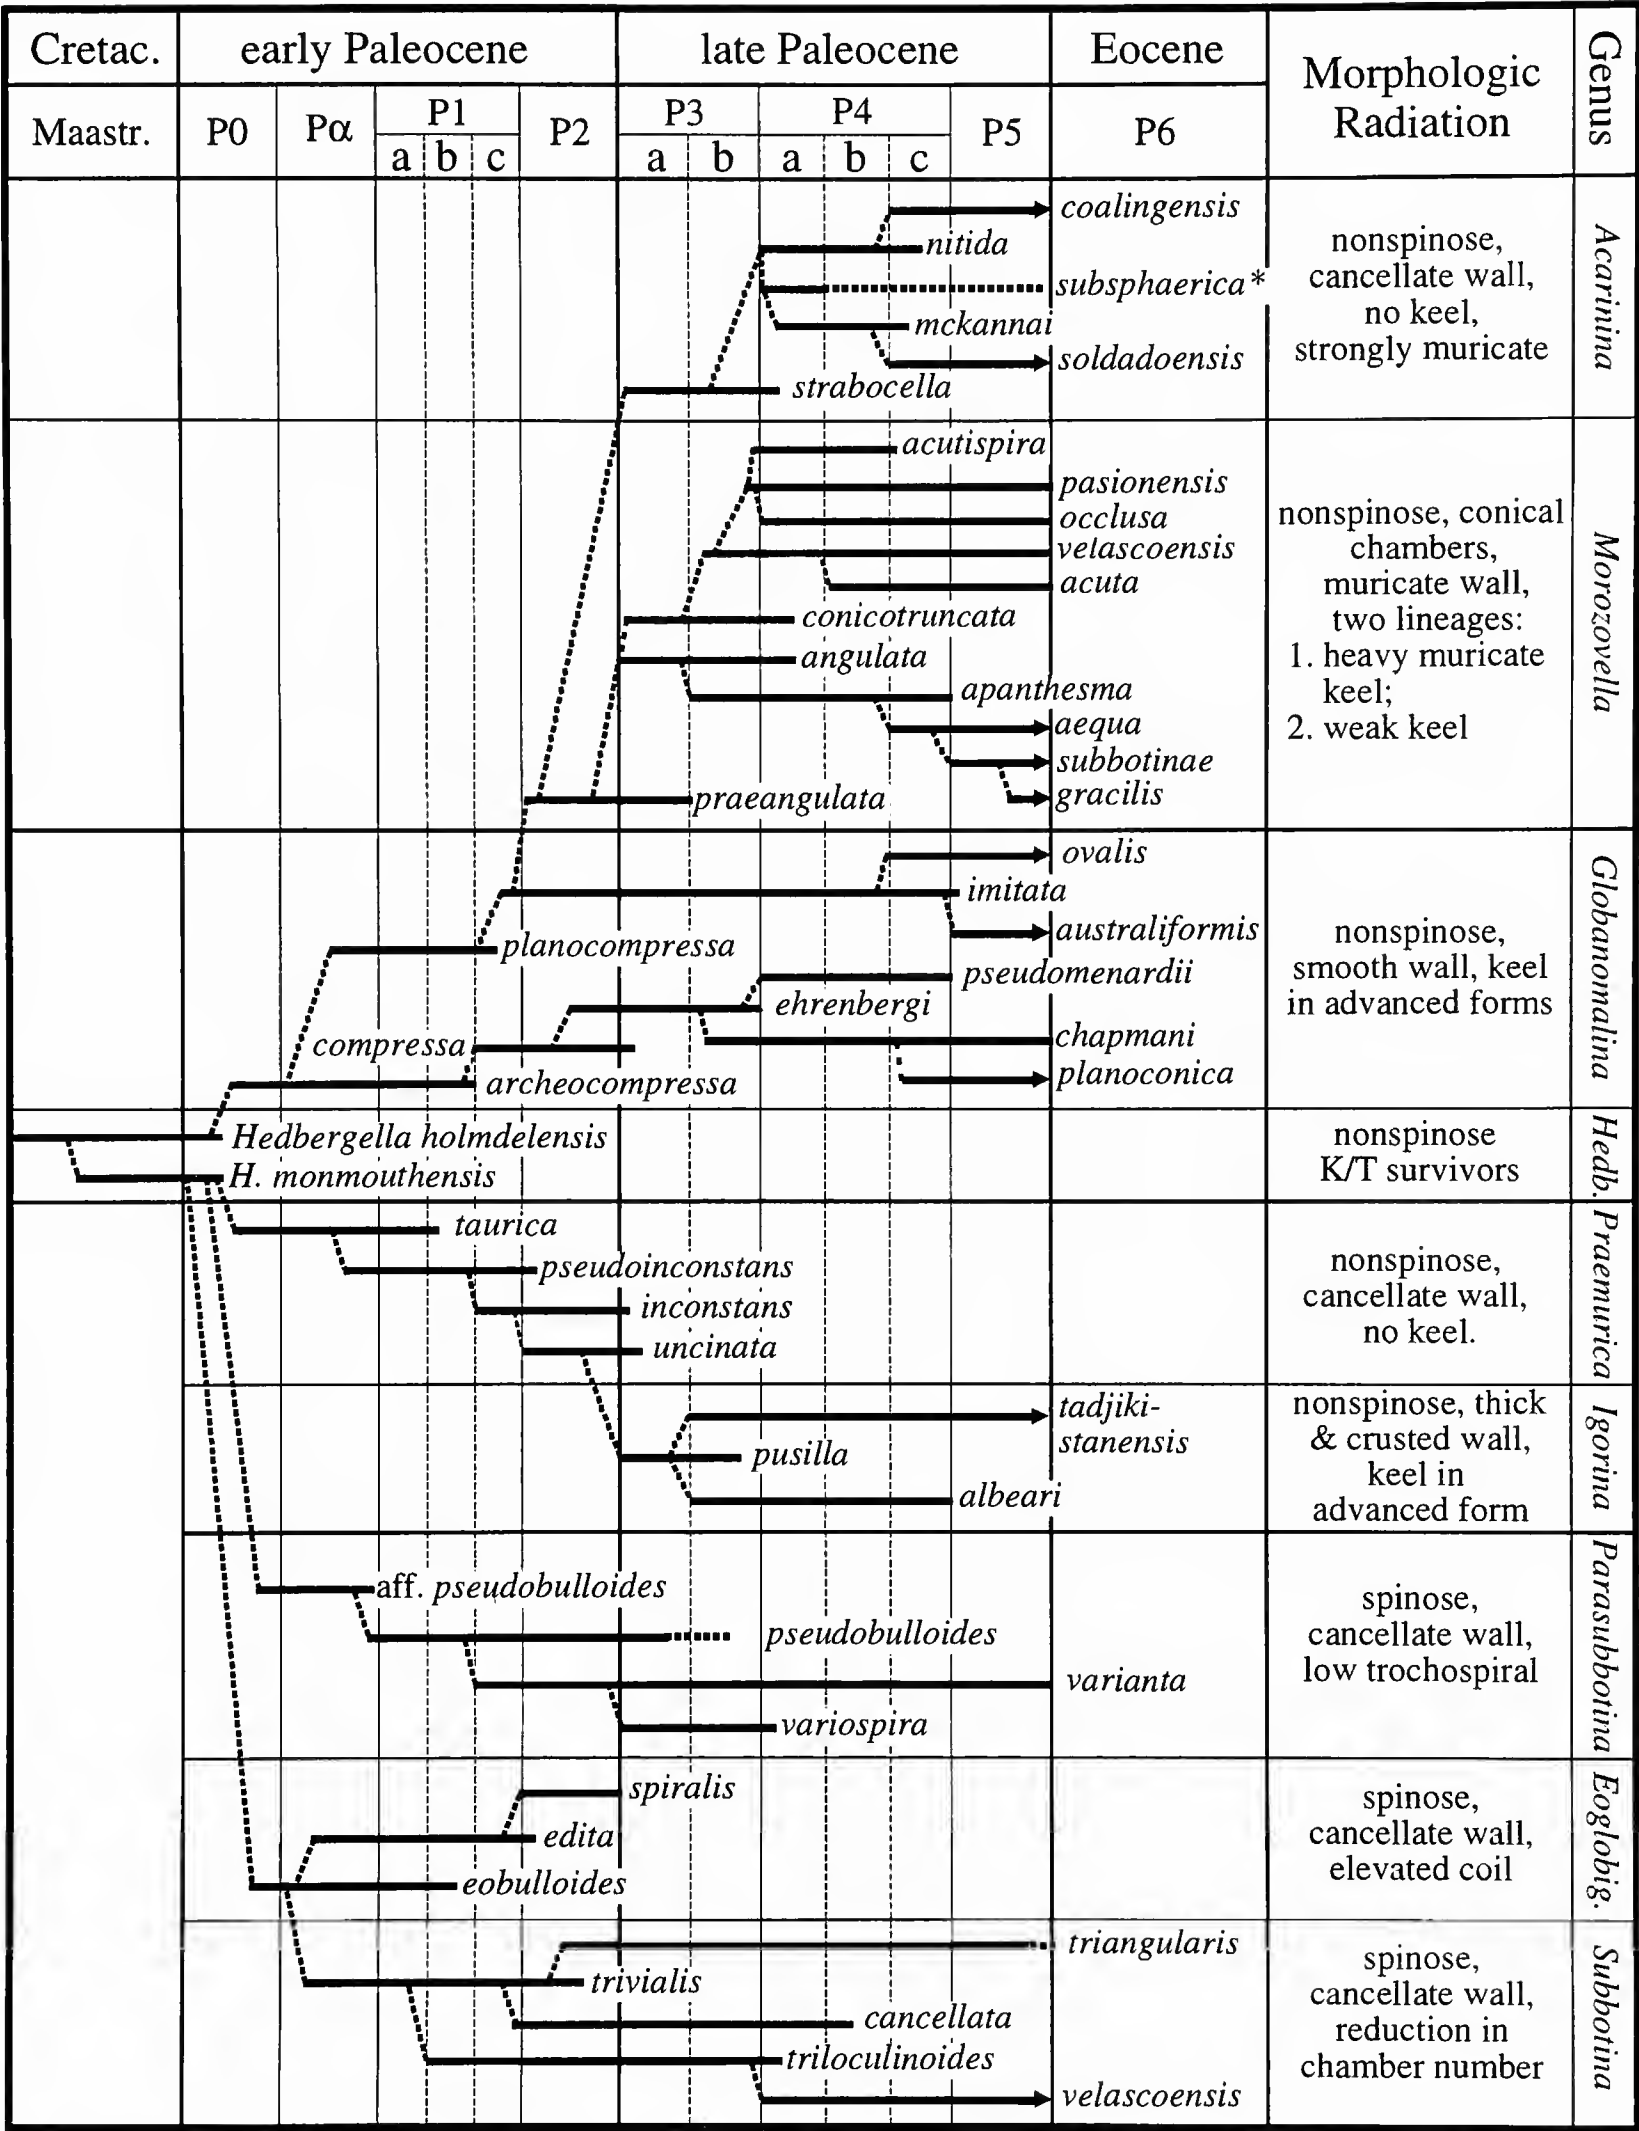 Cretac.
early Paleocene
late Paleocene
Eocene
Morphologic
Radiation
Genus
Maastr.
P0
Pα
P1
P2
P3
P4
P5
P6
a
b
c
a
b
a
b
c
coalingensis
nitida
subsphaerica*
mckannai
soldadoensis
strabocella
nonspinose,
cancellate wall,
no keel,
strongly muricate
Acarinina
acutispira
pasionensis
occlusa
velascoensis
acuta
conicotruncata
angulata
apanthesma
aequa
subbotinae
gracilis
praeangulata
nonspinose, conical
chambers,
muricate wall,
two lineages:
1. heavy muricate
keel;
2. weak keel
Morozovella
ovalis
imitata
australiformis
planocompressa
pseudomenardii
ehrenbergi
compressa
chapmani
planoconica
archeocompressa
nonspinose,
smooth wall, keel
in advanced forms
Globanomalina
Hedbergella holmdelensis
H. monmouthensis
nonspinose
K/T survivors
Hedb.
taurica
pseudoinconstans
inconstans
uncinata
nonspinose,
cancellate wall,
no keel.
Praemurica
tadjiki-
stanensis
pusilla
albeari
nonspinose, thick
& crusted wall,
keel in
advanced form
Igorina
aff. pseudobulloides
pseudobulloides
varianta
variospira
spinose,
cancellate wall,
low trochospiral
Parasubbotina
spiralis
edita
eobulloides
spinose,
cancellate wall,
elevated coil
Eoglobig.
triangularis
trivialis
cancellata
triloculinoides
velascoensis
spinose,
cancellate wall,
reduction in
chamber number
Subbotina